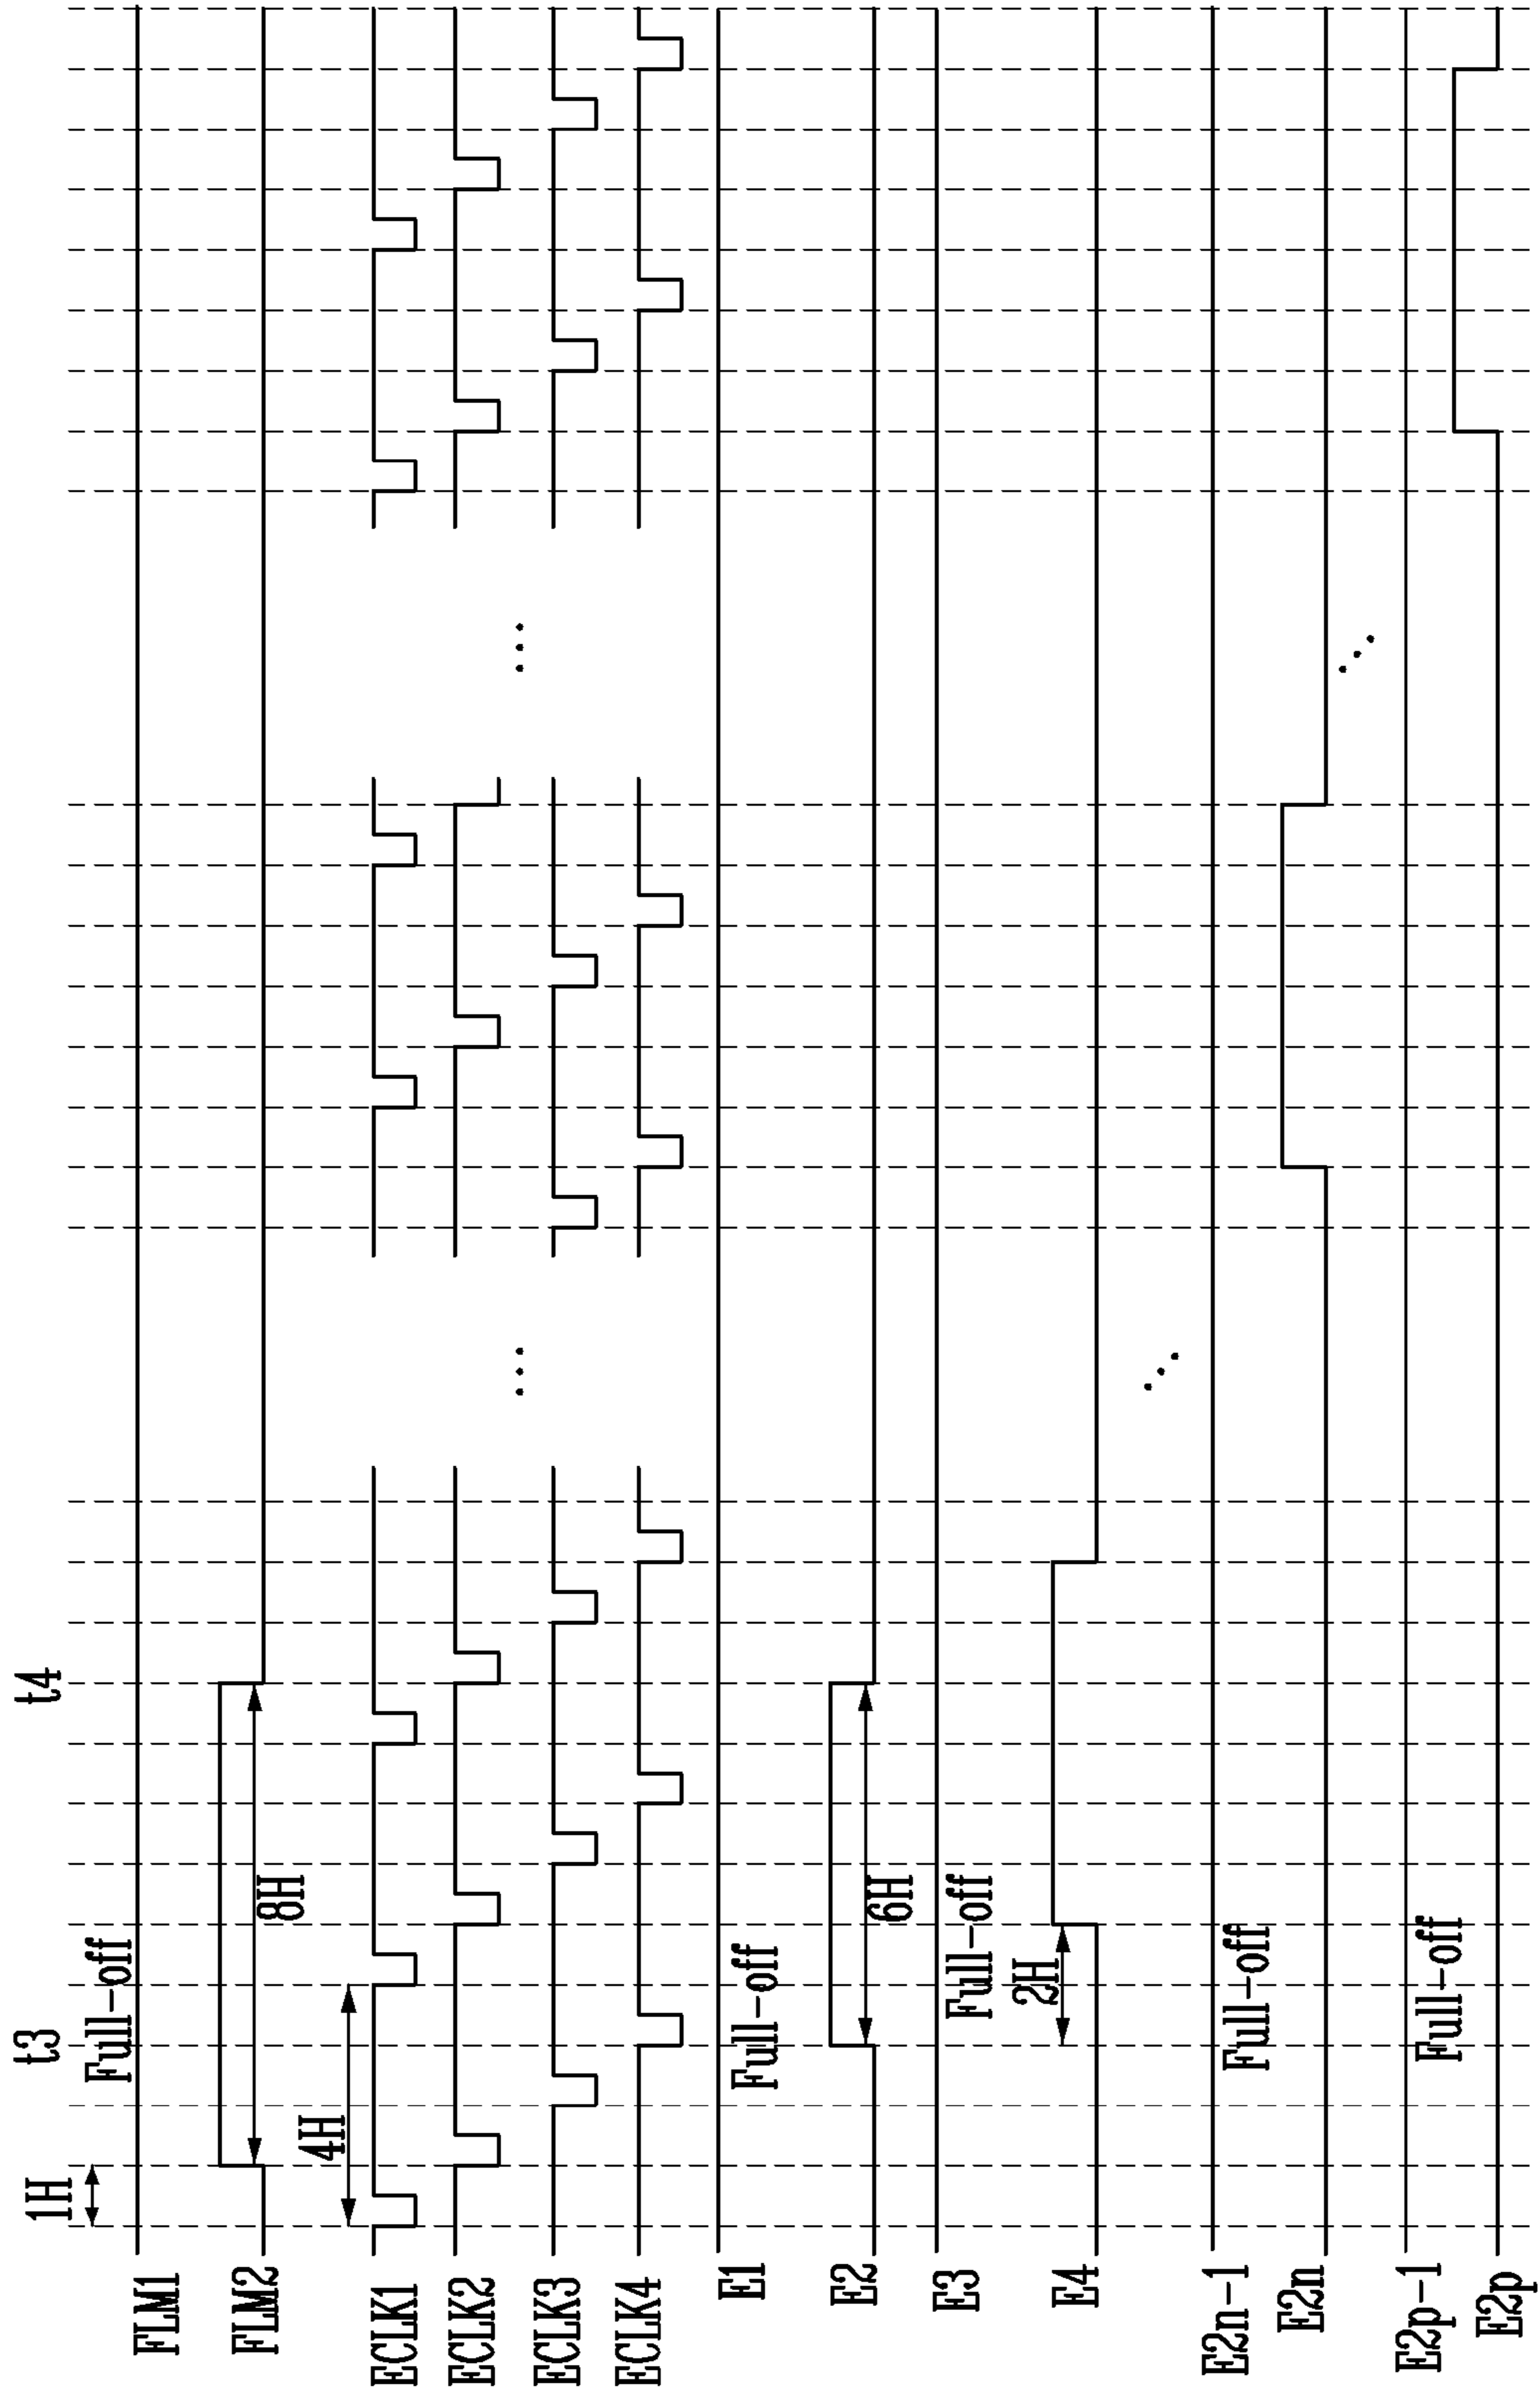 t3
t4
1H
FLM1
Full-off
FLM2
8H
4H
ECLK1
ECLK2
ECLK3
ECLK4
E1
Full-off
E2
6H
E3
Full-off
2H
E4
E2n-1
Full-off
E2n
E2p-1
Full-off
E2p